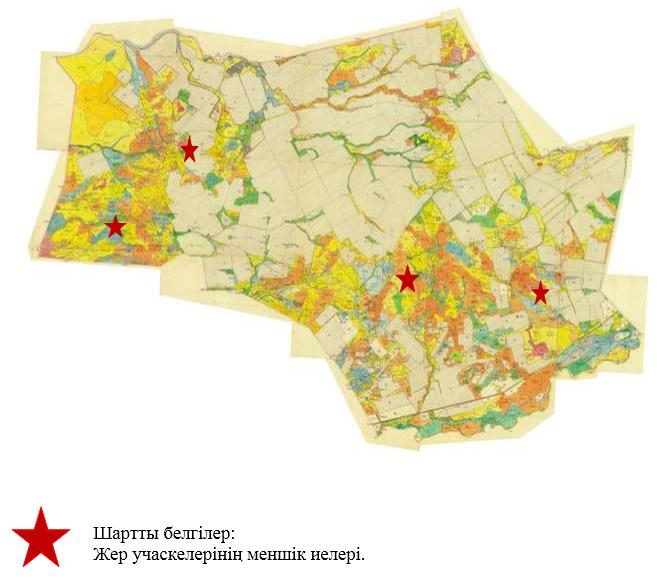 Шартты белгілер:
Жер учаскелерінің меншік иелері.